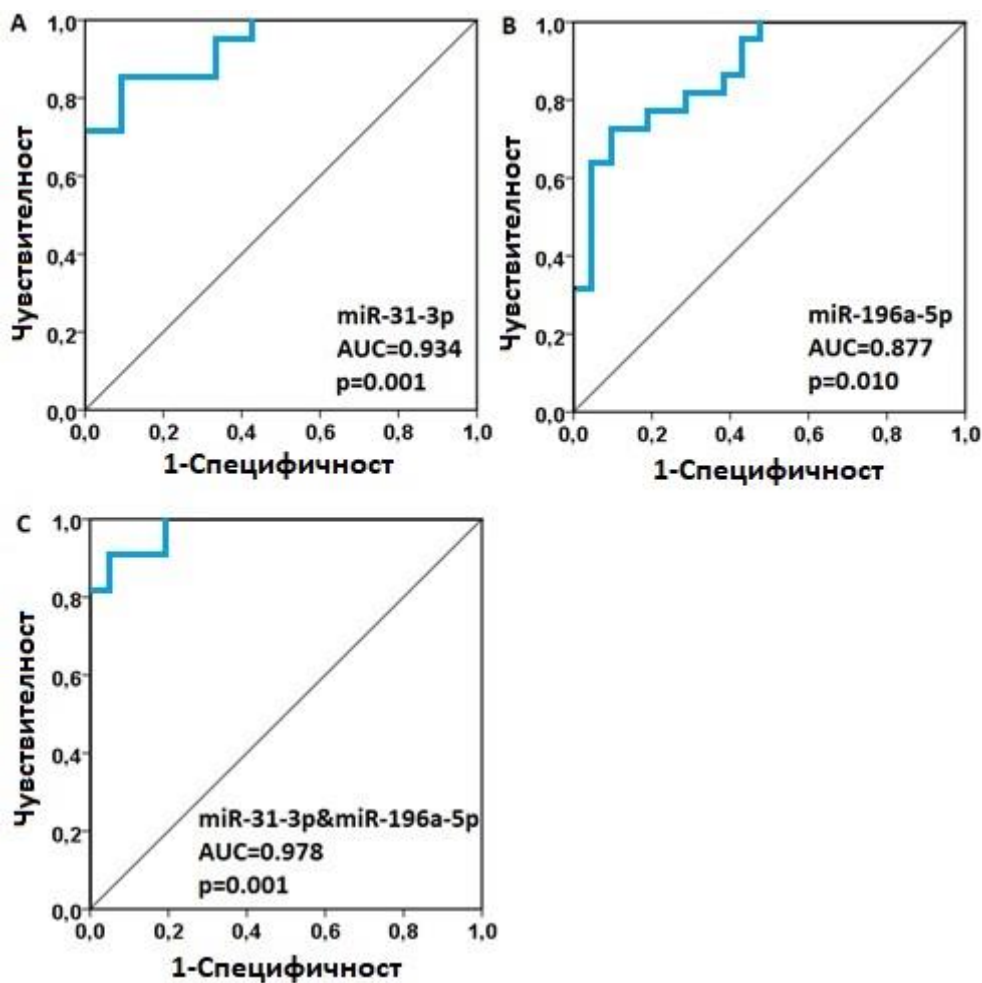 A
1,0
0,8
0,6
0,4
0,2
0,0
Чувствителност
miR-31-3p
AUC=0.934
p=0.001
0,0 0,2 0,4 0,6 0,8 1,0
1-Специфичност
B
1,0
0,8
0,6
0,4
0,2
0,0
Чувствителност
miR-196a-5p
AUC=0.877
p=0.010
0,0 0,2 0,4 0,6 0,8 1,0
1-Специфичност
C
1,0
0,8
0,6
0,4
0,2
0,0
Чувствителност
miR-31-3p&miR-196a-5p
AUC=0.978
p=0.001
0,0 0,2 0,4 0,6 0,8 1,0
1-Специфичност